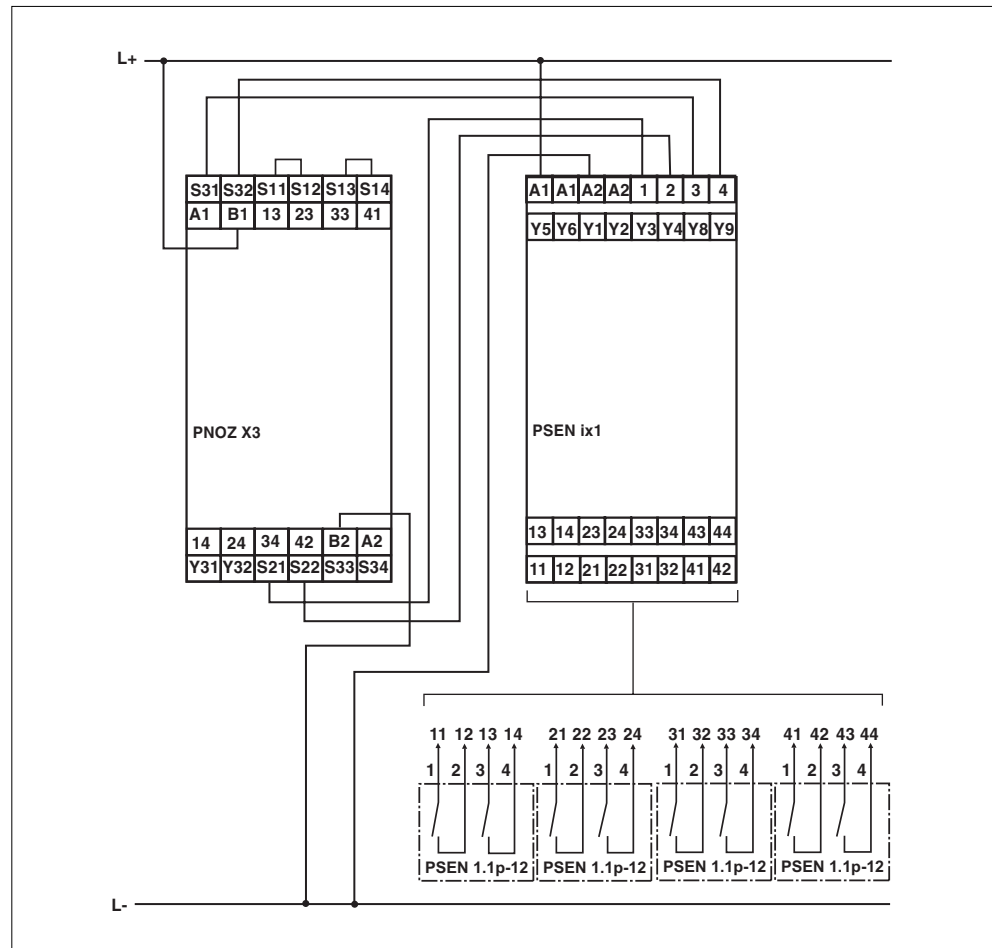 L+
S31 S32 S11 S12 S13 S14
A1 B1 13 23 33 41
PNOZ X3
14 24 34 42 B2 A2
Y31 Y32 S21 S22 S33 S34
A1 A1 A2 A2 1 2 3 4
Y5 Y6 Y1 Y2 Y3 Y4 Y8 Y9
PSEN ix1
13 14 23 24 33 34 43 44
11 12 21 22 31 32 41 42
11 12 13 14 21 22 23 24 31 32 33 34 41 42 43 44
1 2 3 4 1 2 3 4 1 2 3 4 1 2 3 4
PSEN 1.1p-12 PSEN 1.1p-12 PSEN 1.1p-12 PSEN 1.1p-12
L-